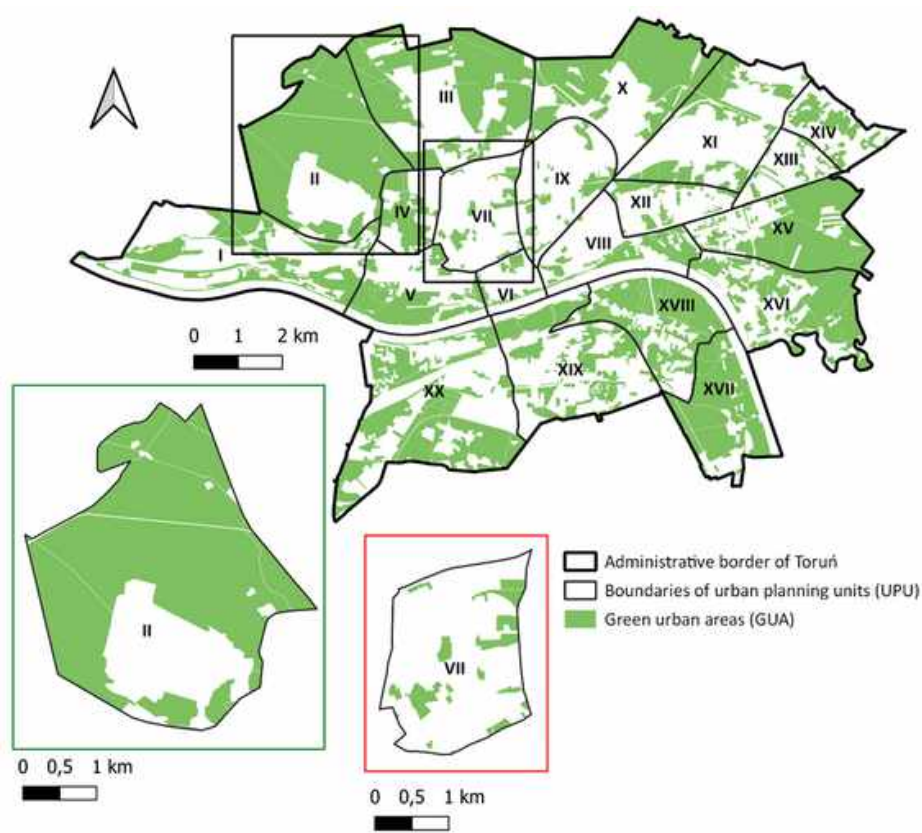 III
X
XI
XIV
XIII
II
IV
VII
IX
XII
XV
I
VIII
V
VI
XVIII
XVI
0 1 2 km
XIX
XVII
XX
II
VII
Administrative border of Toruń
Boundaries of urban planning units (UPU)
Green urban areas (GUA)
0 0,5 1 km
0 0,5 1 km